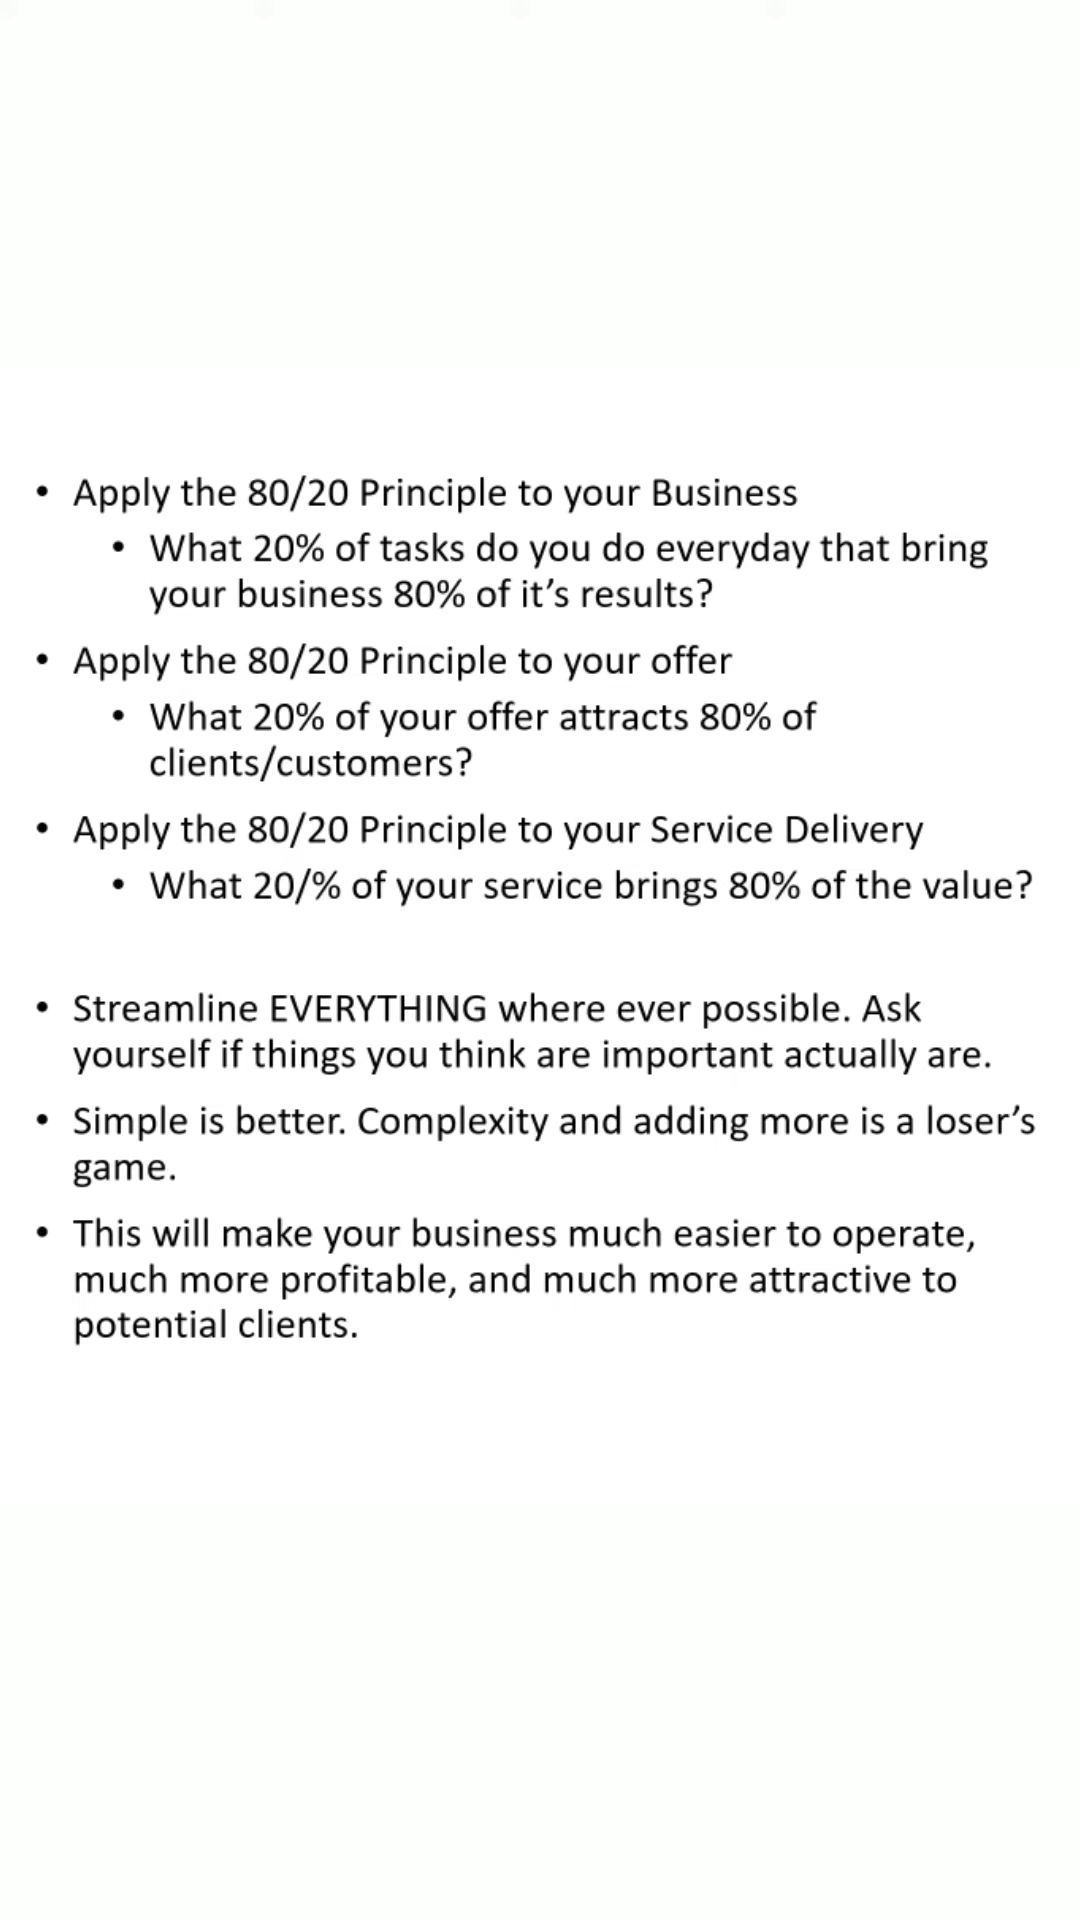 • Apply the 80/20 Principle to your Business
• What 20% of tasks do you do everyday that bring
your business 80% of it’s results?
• Apply the 80/20 Principle to your offer
• What 20% of your offer attracts 80% of
clients/customers?
• Apply the 80/20 Principle to your Service Delivery
• What 20/% of your service brings 80% of the value?
• Streamline EVERYTHING where ever possible. Ask
yourself if things you think are important actually are.
• Simple is better. Complexity and adding more is a loser’s
game.
• This will make your business much easier to operate,
much more profitable, and much more attractive to
potential clients.